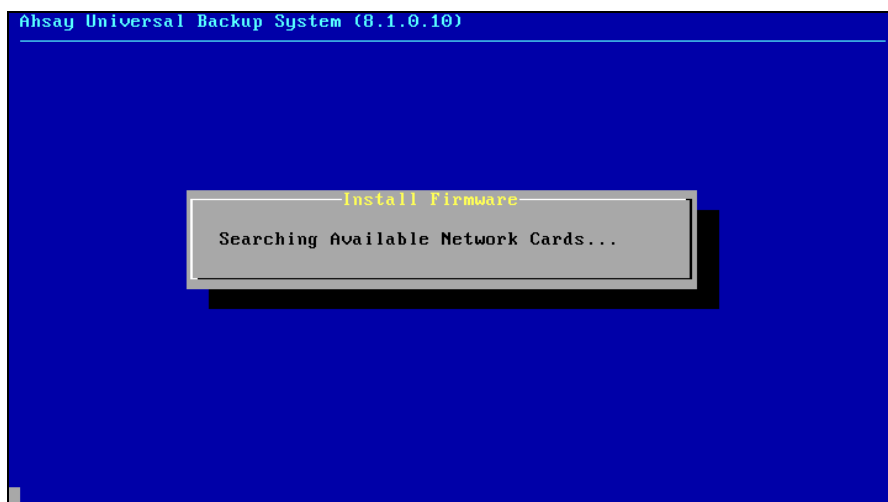 Ahsay Universal Backup System (8.1.0.10)
Install Firmware
Searching Available Network Cards...